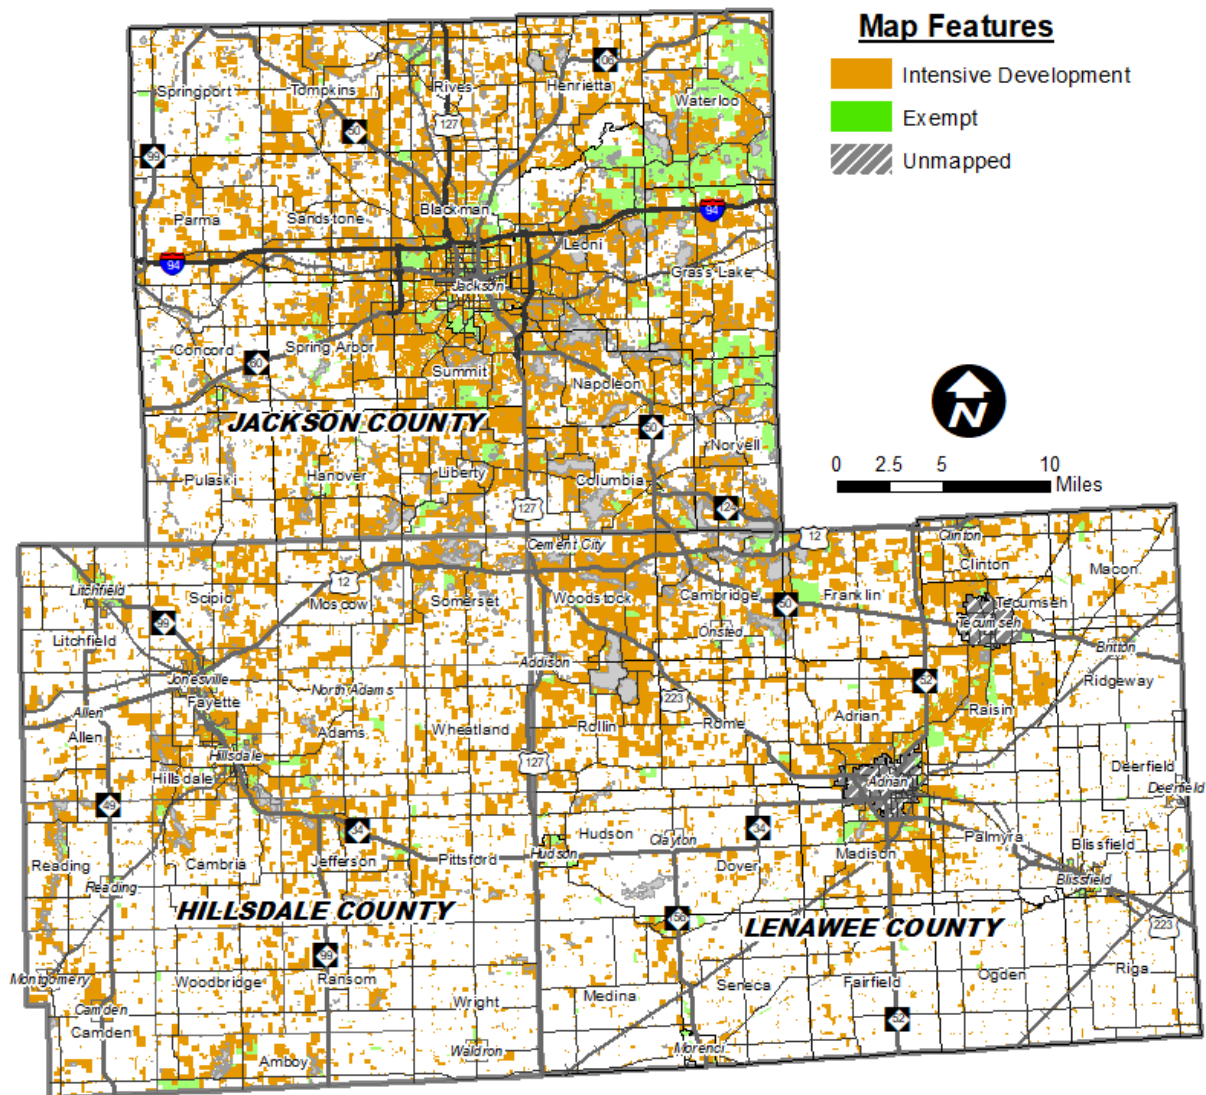 Map Features
Intensive Development
Exempt
Unmapped
N
0 2.5 5 10
Miles
106
Springport
Tompkins
Rives
Henrietta
Waterloo
127
50
99
Parma
Sandstone
Blackman
94
Leoni
94
Grass Lake
Jackson
Concord
Spring Arbor
60
Summit
Napoleon
JACKSON COUNTY
50
Norvell
Pulaski
Hanover
Liberty
Columbia
127
124
Cement City
12
Clinton
Clinton
Macon
Litchfield
Scipio
12
Moscow
Somerset
Woodstock
Cambridge
50
Franklin
Tecumseh
Tecumseh
99
Litchfield
Onsted
Britton
Jonesville
Addison
Fayette
North Adams
223
52
Ridgeway
Allen
Allen
Adams
Wheatland
Rollin
Rome
Adrian
Raisin
Hillsdale
Hillsdale
127
Adrian
Deerfield
Deerfield
49
34
Hudson
Clayton
34
Palmyra
Blissfield
Reading
Cambria
Jefferson
Pittsford
Hudson
Dover
Madison
Reading
Blissfield
HILLSDALE COUNTY
156
LENAWEE COUNTY
223
99
Montgomery
Woodbridge
Ransom
Wright
Medina
Seneca
Fairfield
Ogden
Riga
Camden
Camden
52
Amboy
Waldron
Morenci